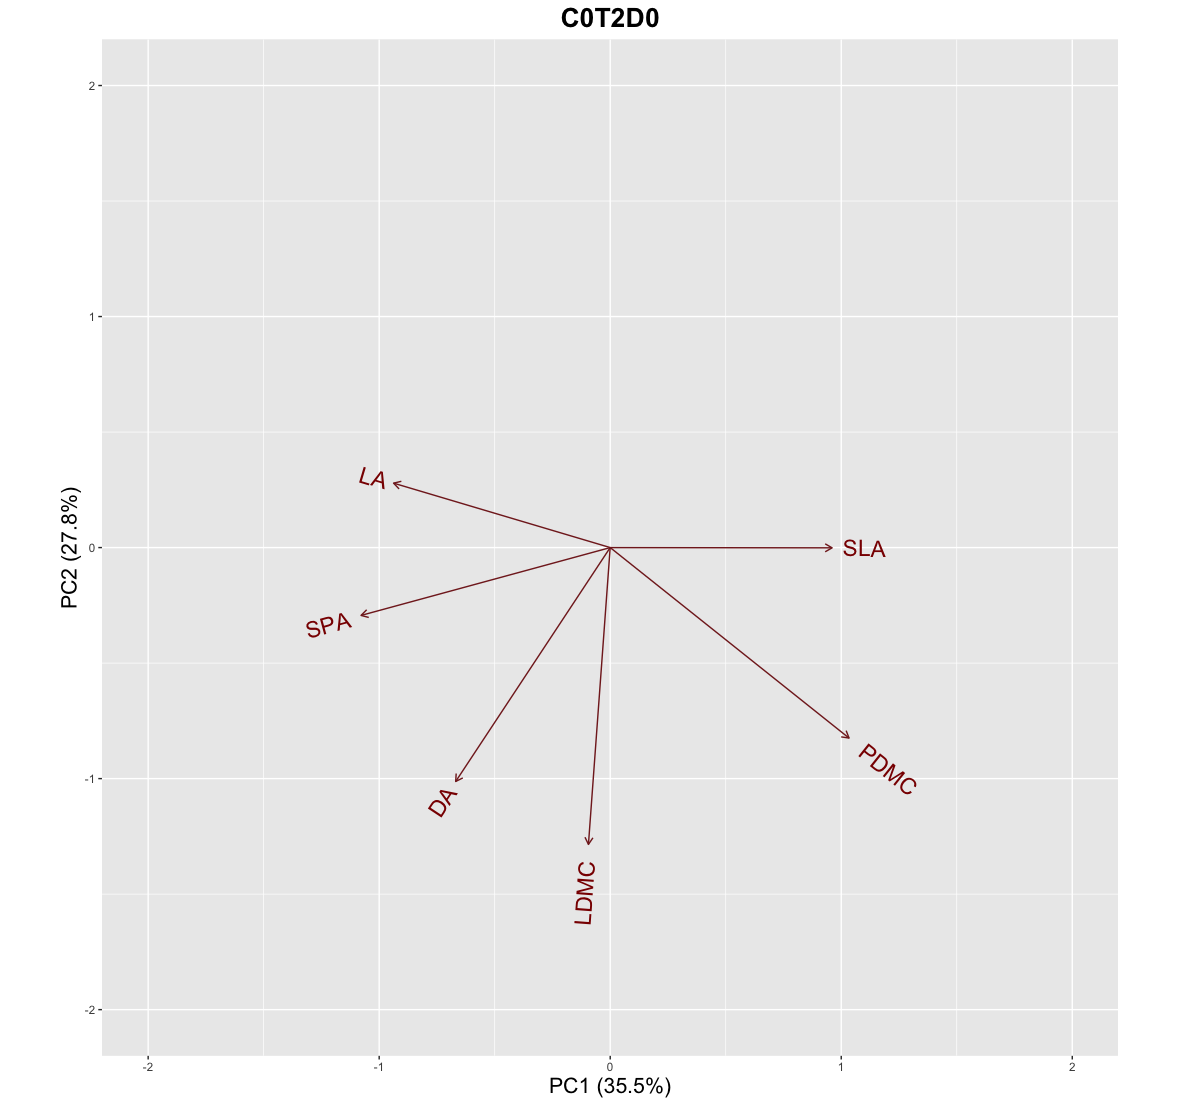 C0T2D0
2
1
0
-1
-2
PC2 (27.8%)
LA
SLA
SPA
PDMC
DA
LDMC
-2
-1
0
1
2
PC1 (35.5%)